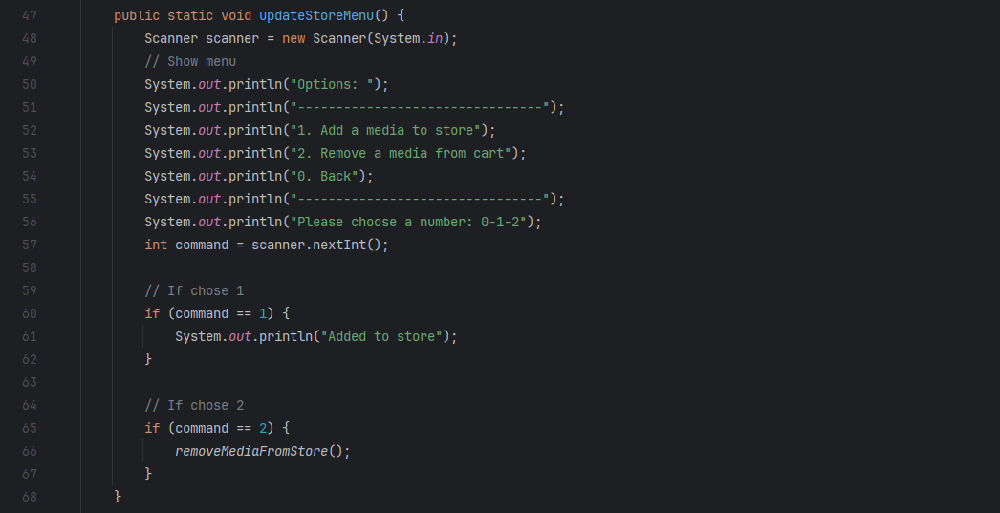 47 public static void updateStoreMenu() {
48 Scanner scanner = new Scanner(System.in);
49 // Show menu
50 System.out.println("Options: ");
51 System.out.println("--------------------------------");
52 System.out.println("1. Add a media to store");
53 System.out.println("2. Remove a media from cart");
54 System.out.println("0. Back");
55 System.out.println("--------------------------------");
56 System.out.println("Please choose a number: 0-1-2");
57 int command = scanner.nextInt();
58
59 // If chose 1
60 if (command == 1) {
61 System.out.println("Added to store");
62 }
63
64 // If chose 2
65 if (command == 2) {
66 removeMediaFromStore();
67 }
68 }